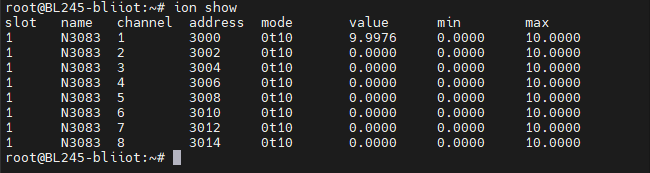 root@BL245-bliiot:~# ion show
slot name channel address mode value min max
1 N3083 1 3000 0t10 9.9976 0.0000 10.0000
1 N3083 2 3002 0t10 0.0000 0.0000 10.0000
1 N3083 3 3004 0t10 0.0000 0.0000 10.0000
1 N3083 4 3006 0t10 0.0000 0.0000 10.0000
1 N3083 5 3008 0t10 0.0000 0.0000 10.0000
1 N3083 6 3010 0t10 0.0000 0.0000 10.0000
1 N3083 7 3012 0t10 0.0000 0.0000 10.0000
1 N3083 8 3014 0t10 0.0000 0.0000 10.0000
root@BL245-bliiot:~#